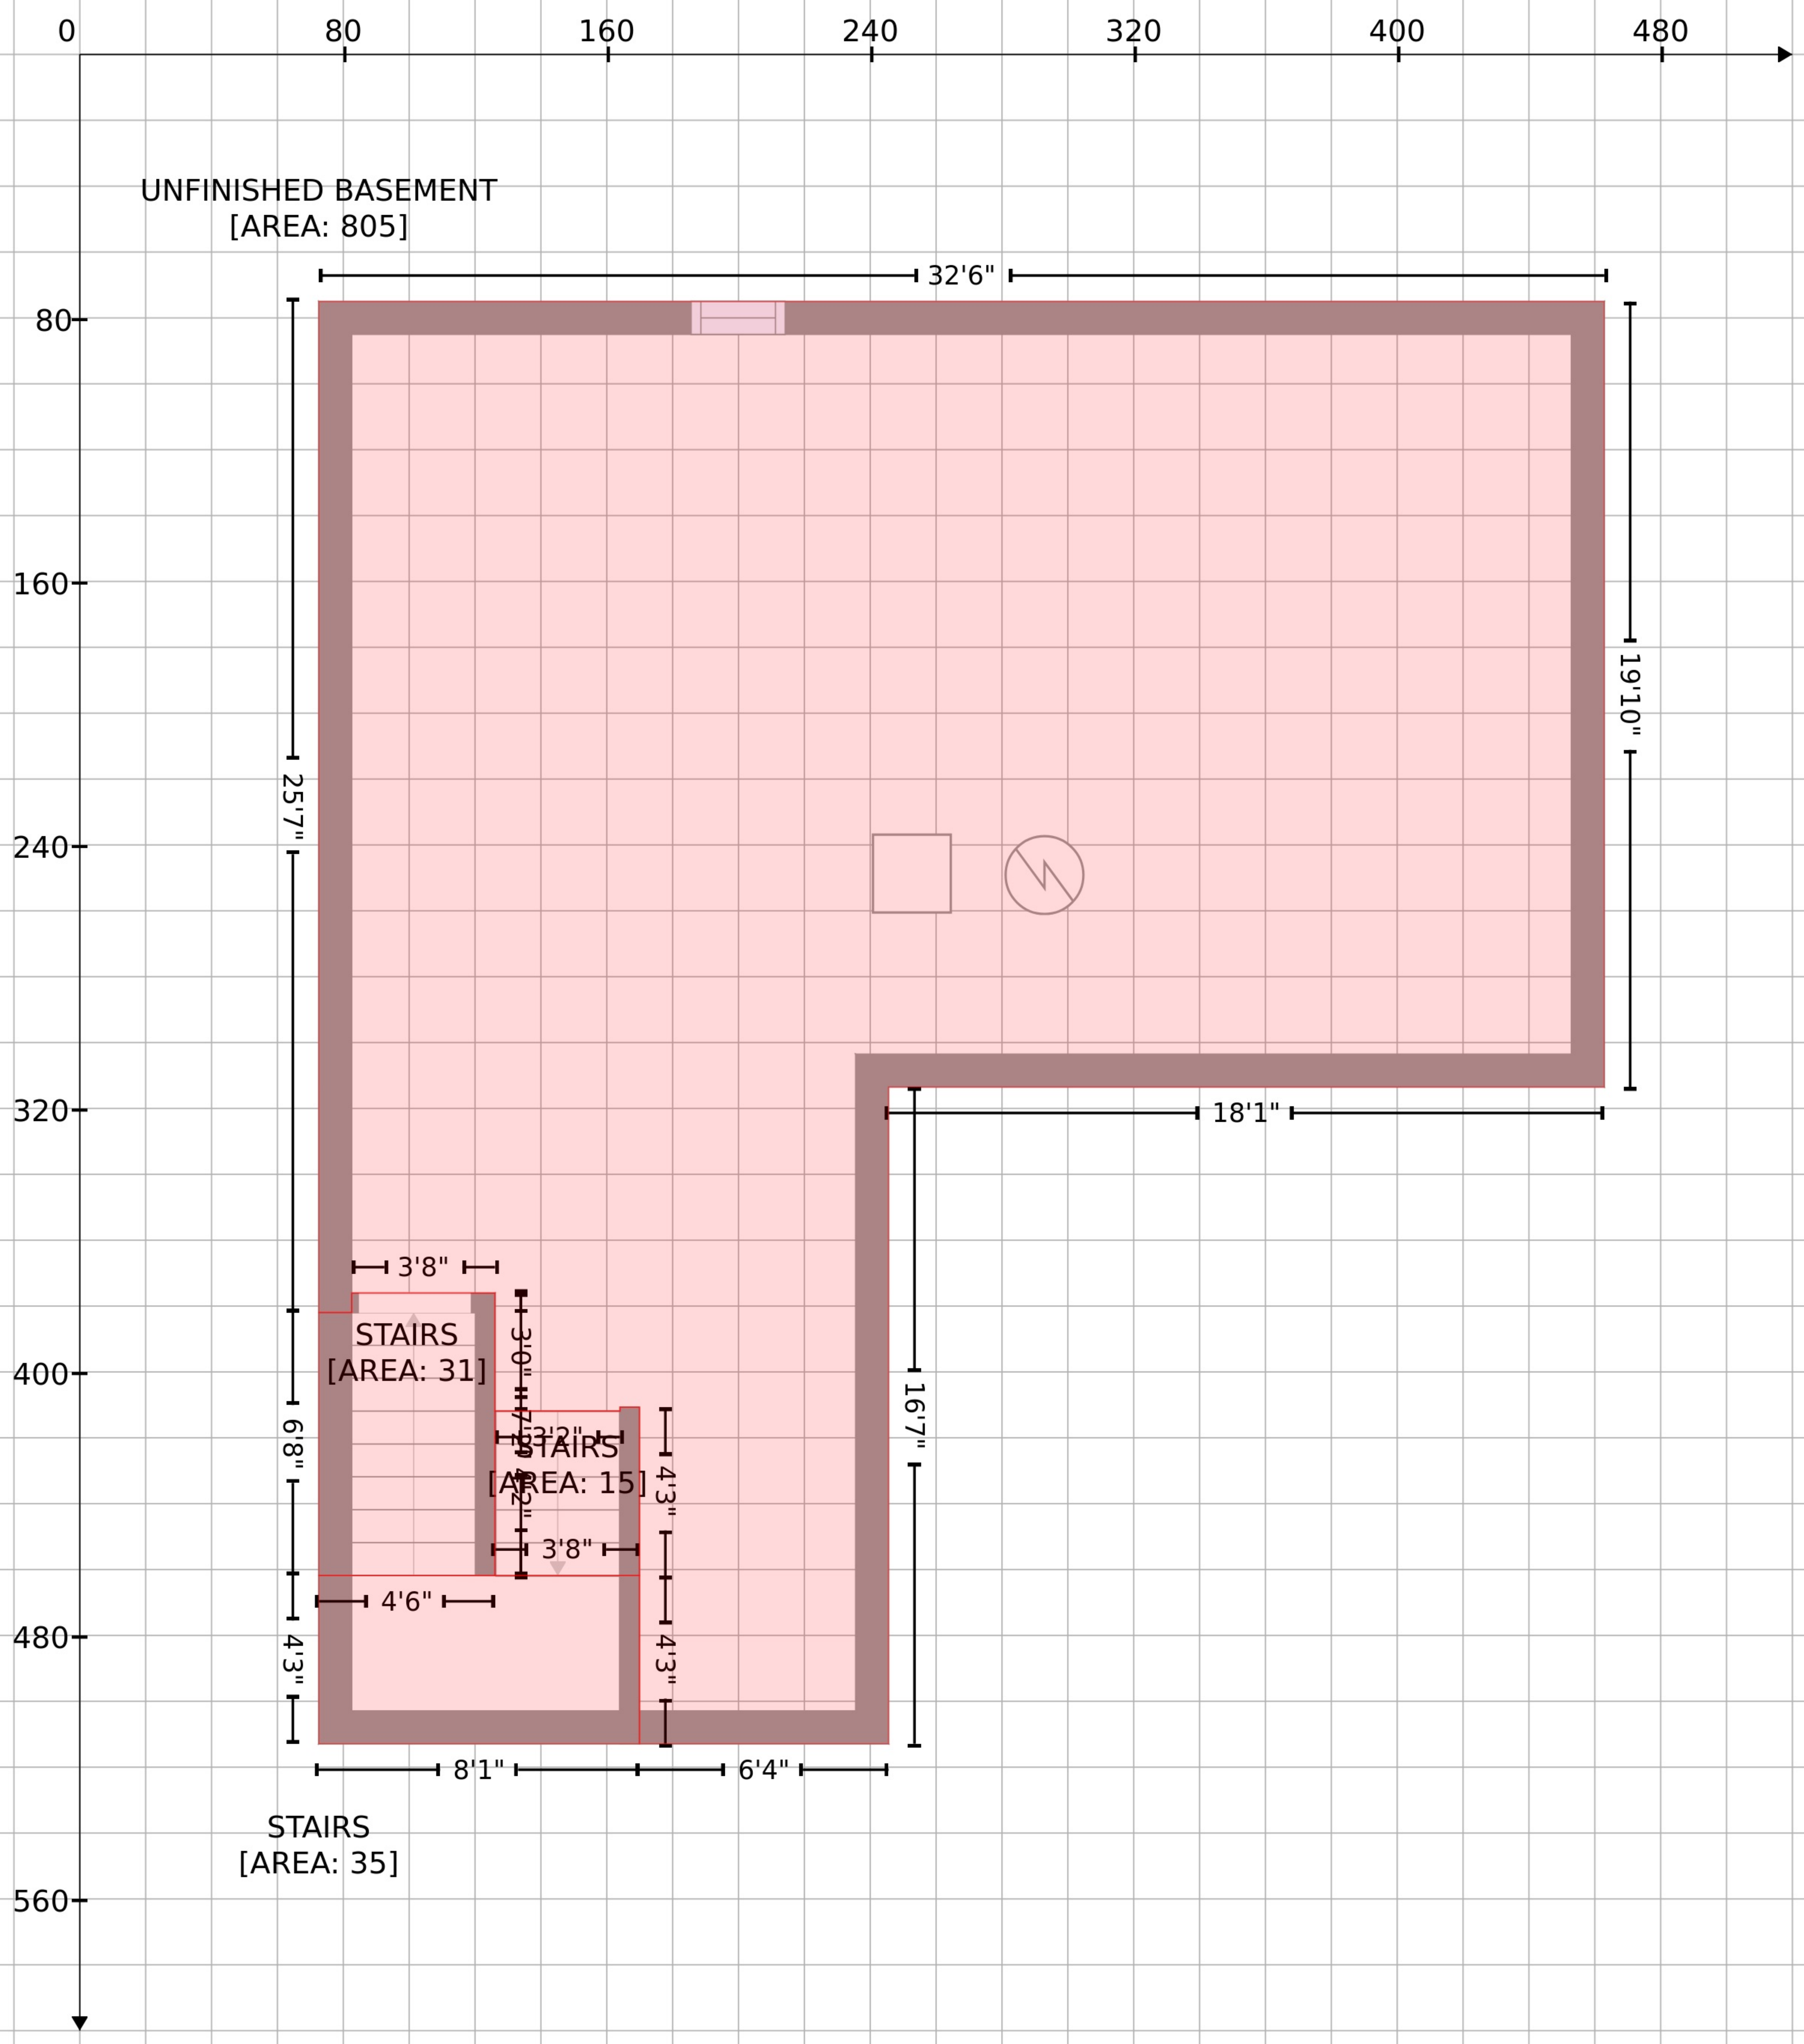 0 80 160 240 320 400 480
UNFINISHED BASEMENT
[AREA: 805]
32'6"
80
160
19'10"
25'7"
240
320
18'1"
3'8"
STAIRS
[AREA: 31]
3'0"
400
16'7"
6'8"
3'2"
STAIRS
[AREA: 15]
4'2"
4'3"
3'8"
4'6"
480
4'3"
4'3"
8'1"
6'4"
STAIRS
[AREA: 35]
560